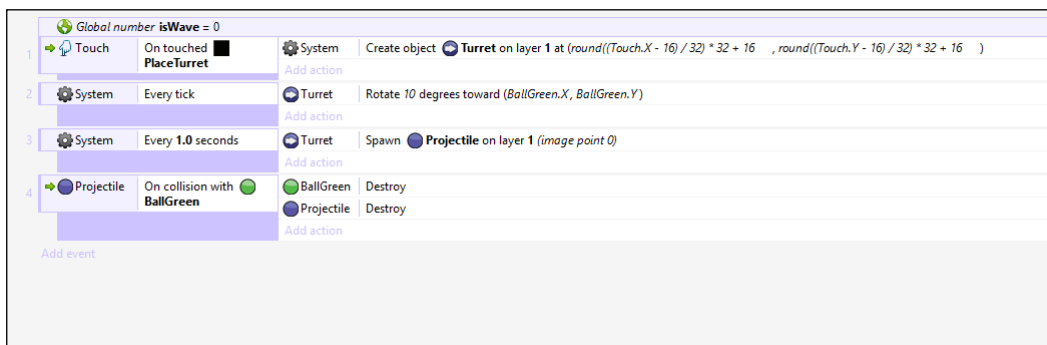 Global number isWave = 0
1 Touch On touched System Create object Turret on layer 1 at (round((Touch.X - 16) / 32) * 32 + 16 , round((Touch.Y - 16) / 32) * 32 + 16 )
PlaceTurret Add action
2 System Every tick Turret Rotate 10 degrees toward (BallGreen.X, BallGreen.Y)
Add action
3 System Every 1.0 seconds Turret Spawn Projectile on layer 1 (image point 0)
Add action
4 Projectile On collision with BallGreen Destroy
BallGreen Projectile Destroy
Add action
Add event